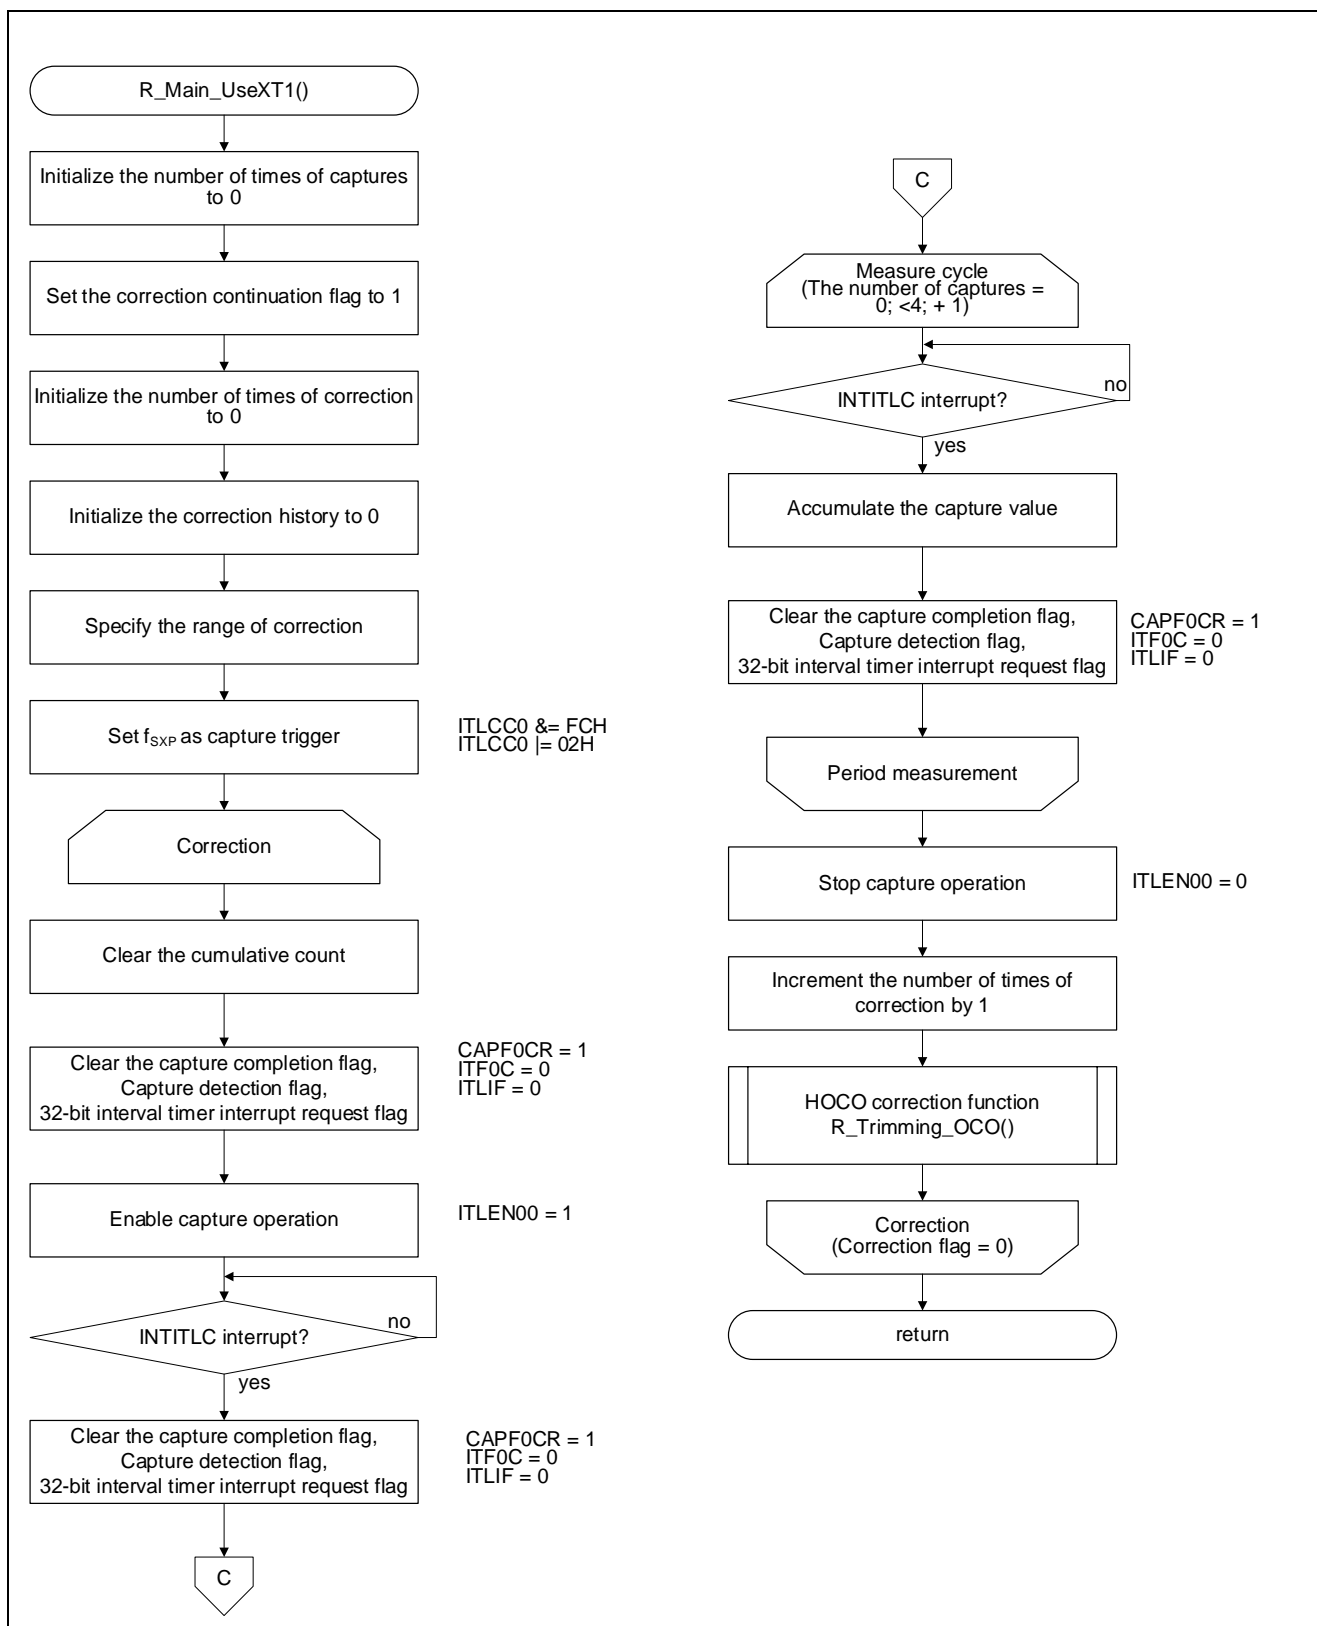 R_Main_UseXT1()
Initialize the number of times of captures
to 0
Set the correction continuation flag to 1
Initialize the number of times of correction
to 0
Initialize the correction history to 0
Specify the range of correction
Set fSXP as capture trigger
ITLCC0 &= FCH
ITLCC0 |= 02H
Correction
Clear the cumulative count
Clear the capture completion flag,
Capture detection flag,
32-bit interval timer interrupt request flag
CAPF0CR = 1
ITF0C = 0
ITLIF = 0
Enable capture operation
ITLEN00 = 1
INTITLC interrupt?
no
yes
Clear the capture completion flag,
Capture detection flag,
32-bit interval timer interrupt request flag
CAPF0CR = 1
ITF0C = 0
ITLIF = 0
C
C
Measure cycle
(The number of captures =
0; <4; + 1)
INTITLC interrupt?
no
yes
Accumulate the capture value
Clear the capture completion flag,
Capture detection flag,
32-bit interval timer interrupt request flag
CAPF0CR = 1
ITF0C = 0
ITLIF = 0
Period measurement
Stop capture operation
ITLEN00 = 0
Increment the number of times of
correction by 1
HOCO correction function
R_Trimming_OCO()
Correction
(Correction flag = 0)
return